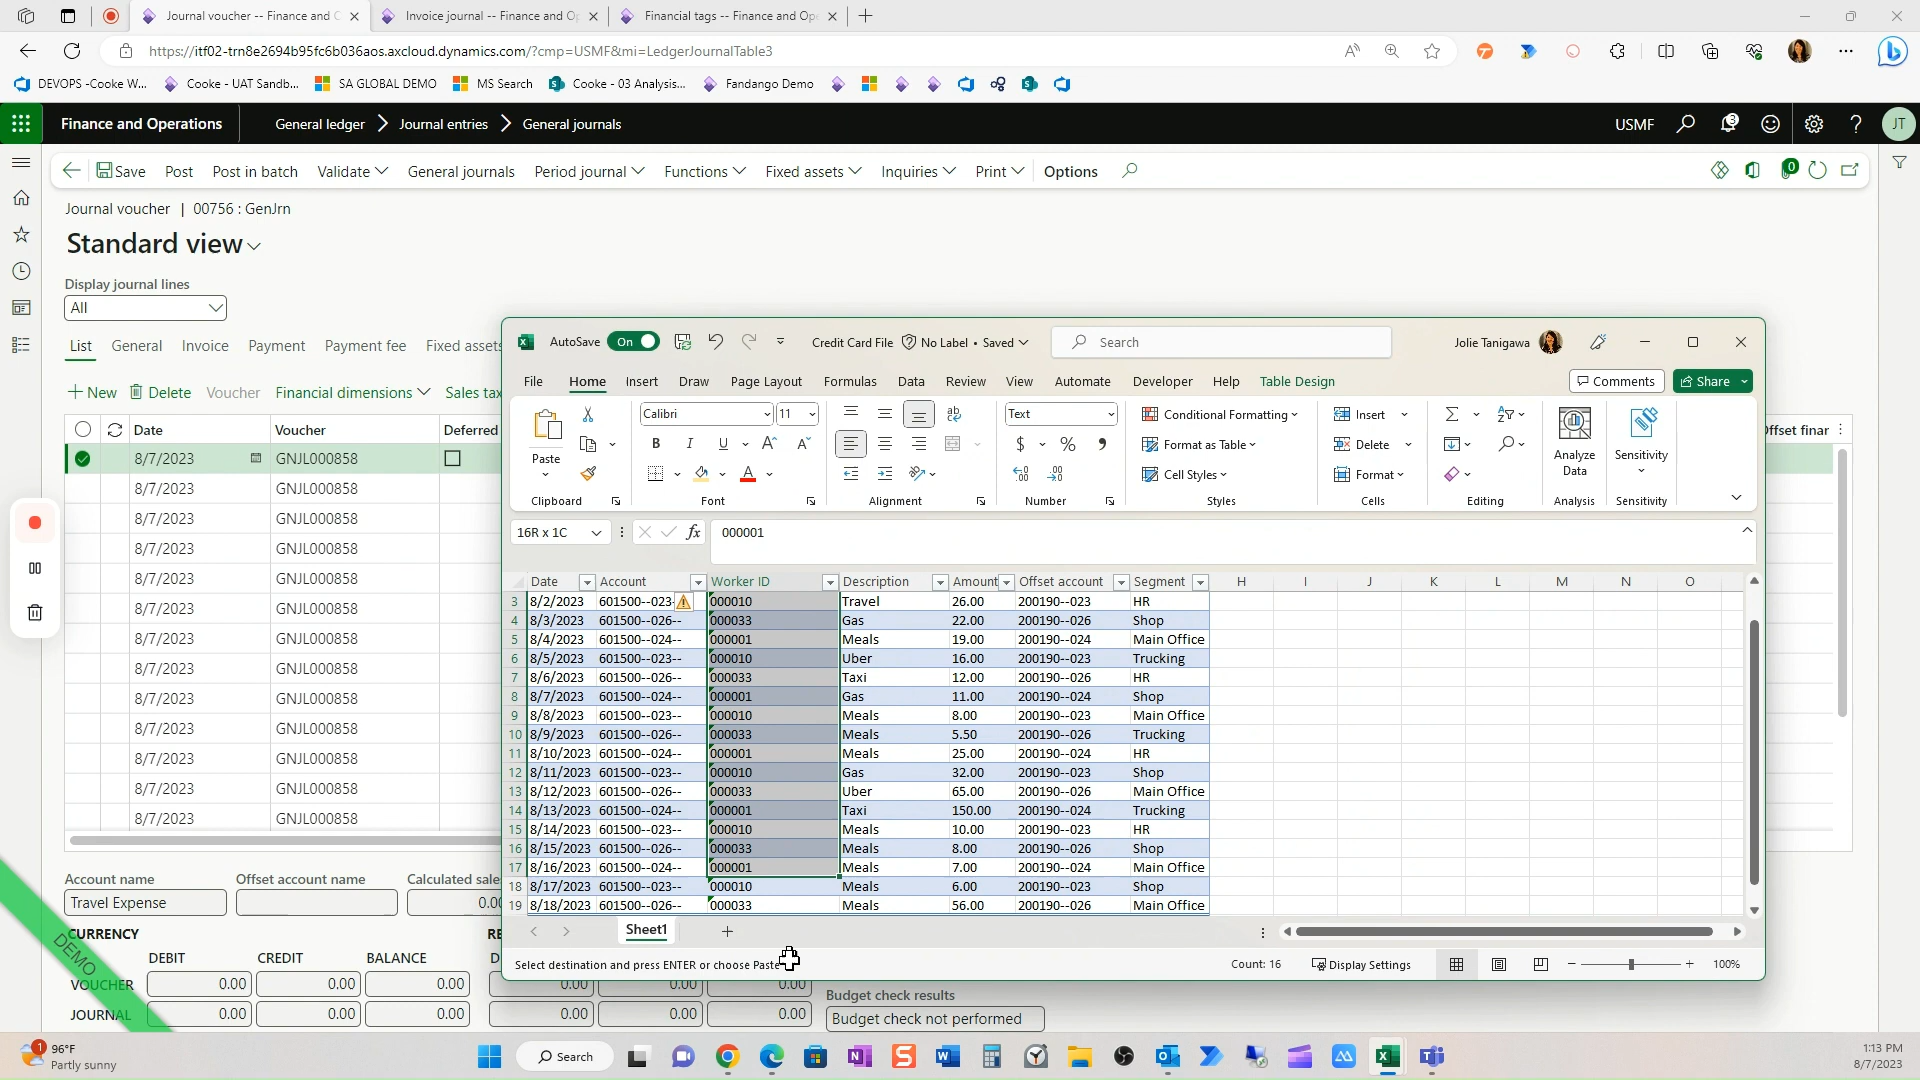 Journal voucher -- Finance and O
Invoice journal -- Finance and Op
Financial tags -- Finance and Ope
https://itf02-trn8e2694b95fc6b036aos.axcloud.dynamics.com/?cmp=USMF&mi=LedgerJournalTable3
DEVOPS -Cooke W...
Cooke - UAT Sandb...
SA GLOBAL DEMO
MS Search
Cooke - 03 Analysis...
Fandango Demo
Finance and Operations
General ledger
Journal entries
General journals
USMF
3
JT
Save
Post
Post in batch
Validate
General journals
Period journal
Functions
Fixed assets
Inquiries
Print
Options
0
Journal voucher | 00756 : GenJrn
Standard view
Display journal lines
All
List General Invoice Payment Payment fee Fixed assets
New Delete Voucher Financial dimensions Sales tax
Date Voucher Deferred
8/7/2023 GNJL000858
8/7/2023 GNJL000858
8/7/2023 GNJL000858
8/7/2023 GNJL000858
8/7/2023 GNJL000858
8/7/2023 GNJL000858
8/7/2023 GNJL000858
8/7/2023 GNJL000858
8/7/2023 GNJL000858
8/7/2023 GNJL000858
8/7/2023 GNJL000858
8/7/2023 GNJL000858
8/7/2023 GNJL000858
Offset finar
AutoSave On Credit Card File No Label • Saved Search Jolie Tanigawa
File Home Insert Draw Page Layout Formulas Data Review View Automate Developer Help Table Design Comments Share
Paste
Clipboard
Calibri 11
B I U A A
A
Font
ab
Alignment
Text
$ % 9
Number
Conditional Formatting
Format as Table
Cell Styles
Styles
Insert
Delete
Format
Cells
Editing
Analyze Data
Analysis
Sensitivity
Sensitivity
16R x 1C fx 000001
Date Account Worker ID Description Amount Offset account Segment H I J K L M N O
3 8/2/2023 601500--023- 000010 Travel 26.00 200190--023 HR
4 8/3/2023 601500--026-- 000033 Gas 22.00 200190--026 Shop
5 8/4/2023 601500--024-- 000001 Meals 19.00 200190--024 Main Office
6 8/5/2023 601500--023-- 000010 Uber 16.00 200190--023 Trucking
7 8/6/2023 601500--026-- 000033 Taxi 12.00 200190--026 HR
8 8/7/2023 601500--024-- 000001 Gas 11.00 200190--024 Shop
9 8/8/2023 601500--023-- 000010 Meals 8.00 200190--023 Main Office
10 8/9/2023 601500--026-- 000033 Meals 5.50 200190--026 Trucking
11 8/10/2023 601500--024-- 000001 Meals 25.00 200190--024 HR
12 8/11/2023 601500--023-- 000010 Gas 32.00 200190--023 Shop
13 8/12/2023 601500--026-- 000033 Uber 65.00 200190--026 Main Office
14 8/13/2023 601500--024-- 000001 Taxi 150.00 200190--024 Trucking
15 8/14/2023 601500--023-- 000010 Meals 10.00 200190--023 HR
16 8/15/2023 601500--026-- 000033 Meals 8.00 200190--026 Shop
17 8/16/2023 601500--024-- 000001 Meals 7.00 200190--024 Main Office
18 8/17/2023 601500--023-- 000010 Meals 6.00 200190--023 Shop
19 8/18/2023 601500--026-- 000033 Meals 56.00 200190--026 Main Office
Sheet1
Select destination and press ENTER or choose Paste
Count: 16
Display Settings
100%
Account name Offset account name Calculated sale
Travel Expense 0.00
CURRENCY RE
DEBIT CREDIT BALANCE D
VOUCHER 0.00 0.00 0.00 0.00 0.00 0.00
JOURNAL 0.00 0.00 0.00 0.00 0.00 0.00
DEMO
Budget check results
Budget check not performed
1
96°F
Partly sunny
Search
1:13 PM
8/7/2023